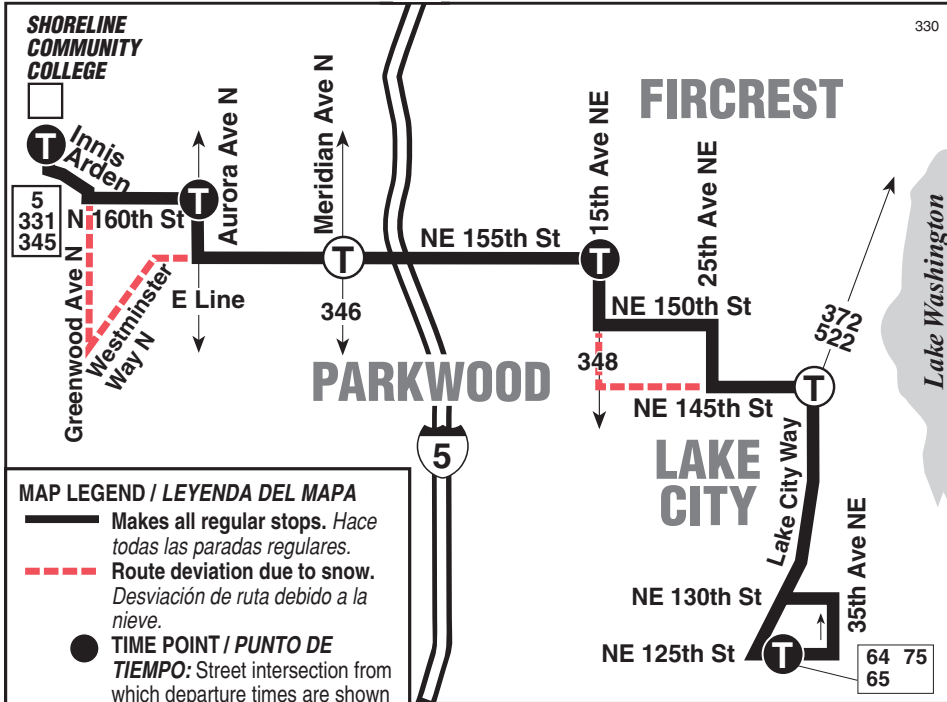 330
SHORELINE
COMMUNITY
COLLEGE
T
Innis
Arden
5
331
345
N 160th St
T
Aurora Ave N
Meridian Ave N
Greenwood Ave N
Westminster
Way N
E Line
T
346
NE 155th St
15th Ave NE
T
FIRCREST
25th Ave NE
NE 150th St
348
NE 145th St
T
372
522
Lake Washington
PARKWOOD
5
LAKE
CITY
Lake City Way
35th Ave NE
NE 130th St
NE 125th St
T
64 75
65
MAP LEGEND / LEYENDA DEL MAPA
Makes all regular stops. Hace
todas las paradas regulares.
Route deviation due to snow.
Desviación de ruta debido a la
nieve.
TIME POINT / PUNTO DE
TIEMPO: Street intersection from
which departure times are shown